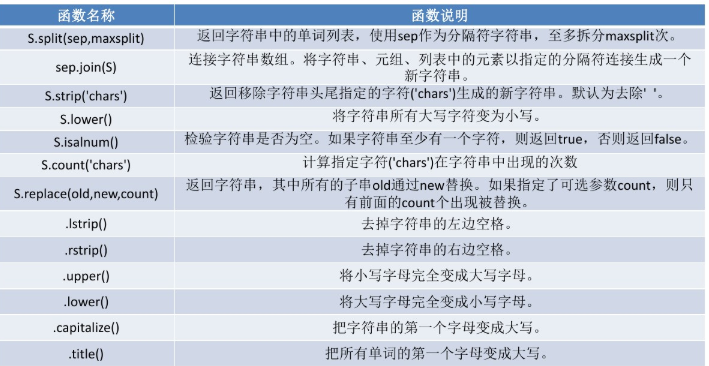 函数名称 函数说明
S.split(sep,maxsplit) 返回字符串中的单词列表，使用sep作为分隔符字符串，至多拆分maxsplit次。
sep.join(S) 连接字符串数组。将字符串、元组、列表中的元素以指定的分隔符连接生成一个
新字符串。
S.strip('chars') 返回移除字符串头尾指定的字符('chars')生成的新字符串。默认为去除' '。
S.lower() 将字符串所有大写字符变为小写。
S.isalnum() 检验字符串是否为空。如果字符串至少有一个字符，则返回true，否则返回false。
S.count('chars') 计算指定字符('chars')在字符串中出现的次数
S.replace(old,new,count) 返回字符串，其中所有的子串old通过new替换。如果指定了可选参数count，则只
有前面的count个出现被替换。
.lstrip() 去掉字符串的左边空格。
.rstrip() 去掉字符串的右边空格。
.upper() 将小写字母完全变成大写字母。
.lower() 将大写字母完全变成小写字母。
.capitalize() 把字符串的第一个字母变成大写。
.title() 把所有单词的第一个字母变成大写。